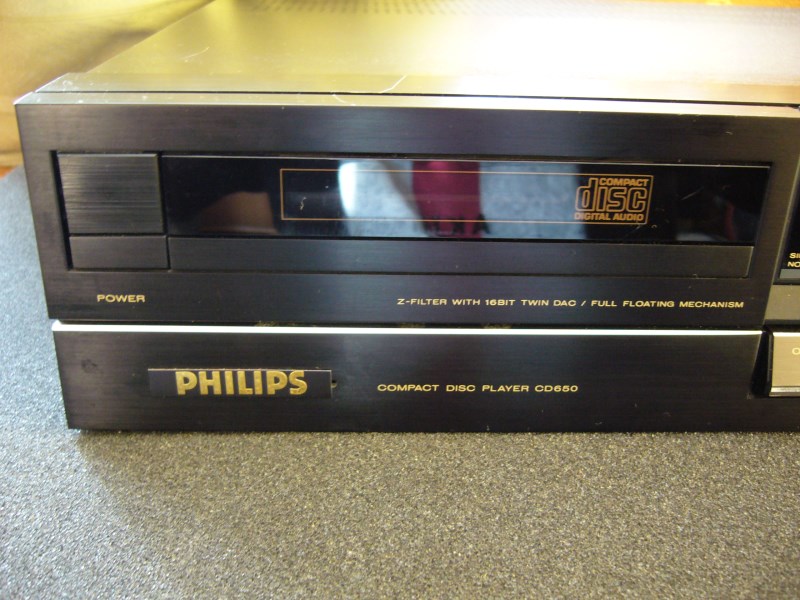 COMPACT
disc
DIGITAL AUDIO
POWER
Z-FILTER WITH 16BIT TWIN DAC / FULL FLOATING MECHANISM
PHILIPS
COMPACT DISC PLAYER CD650